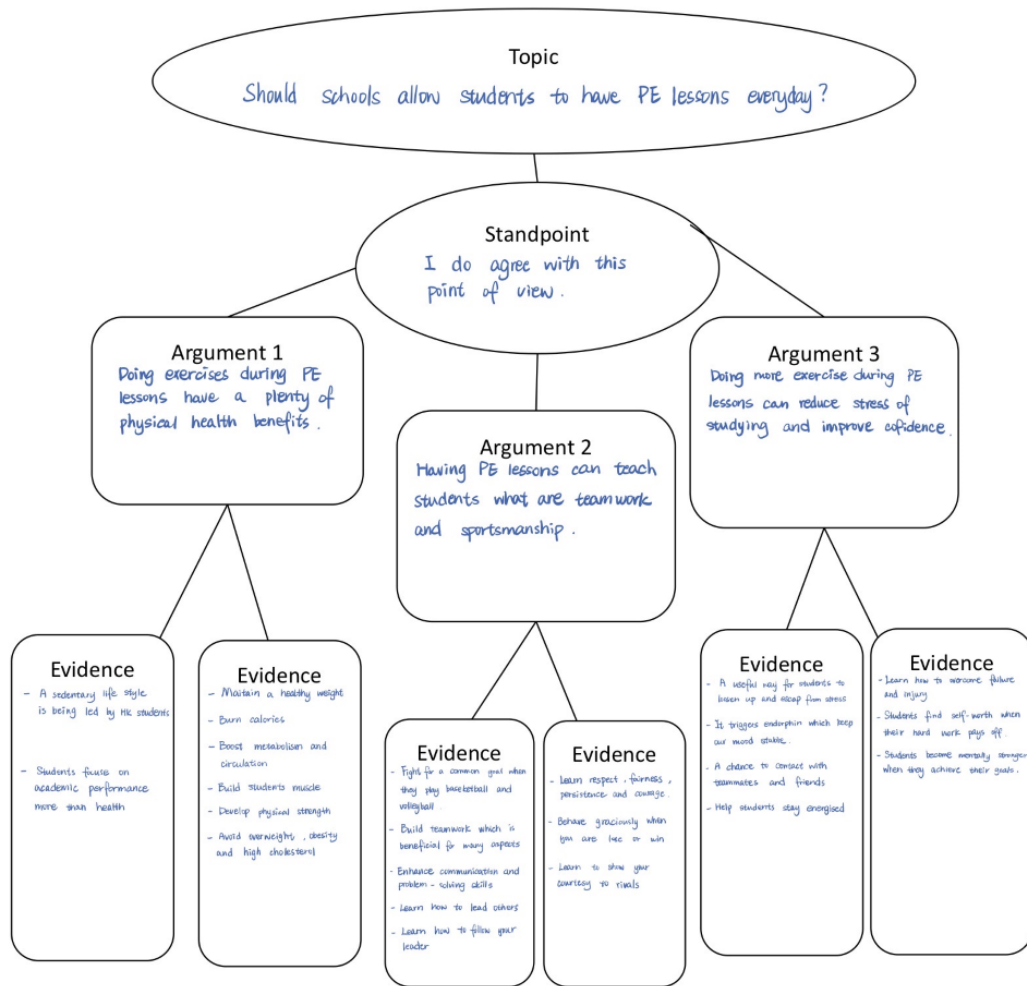 Topic
Should schools allow students to have PE lessons everyday?
Standpoint
I do agree with this
point of view.
Argument 1
Doing exercises during PE
lessons have a plenty of
physical health benefits.
Argument 2
Having PE lessons can teach
students what are teamwork
and sportsmanship.
Argument 3
Doing more exercise during PE
lessons can reduce stress of
studying and improve cofidence.
Evidence
- A sedentary life style
is being led by HK students
- Students focus on
academic performance
more than health
Evidence
- Maitain a healthy weight
- Burn calories
- Boost metabolism and
circulation
- Build students muscle
- Develop physical strength
- Avoid overweight, obesity
and high cholesterol
Evidence
- Fight for a common goal when
they play basketball and
volleyball.
- Build teamwork which is
beneficial for many aspects
- Enhance communication and
problem-solving skills
- Learn how to lead others
- Learn how to follow your
leader
Evidence
- Learn respect, fairness,
persistence and courage.
- Behave graciously when
you are lose or win
- Learn to show your
courtesy to rivals
Evidence
- A useful way for students to
loosen up and escap from stress
- It triggers endorphin which keep
our mood stable.
- A chance to contact with
teammates and friends
- Help students stay energised
Evidence
- Learn how to overcome failure
and injury
- Students find self-worth when
their hard work pays off.
- Students become mentally stronger
when they achieve their goals.